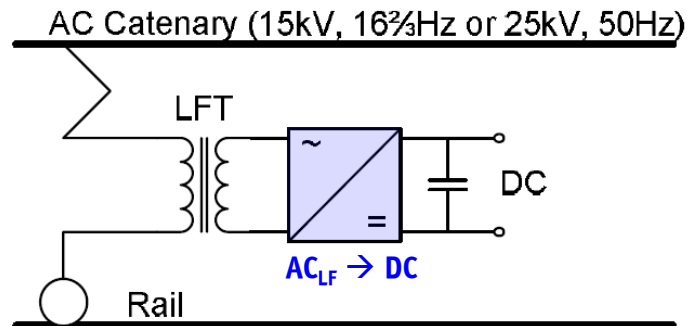 AC Catenary (15kV, 16⅔Hz or 25kV, 50Hz)
LFT
~
=
DC
AC_LF → DC
Rail